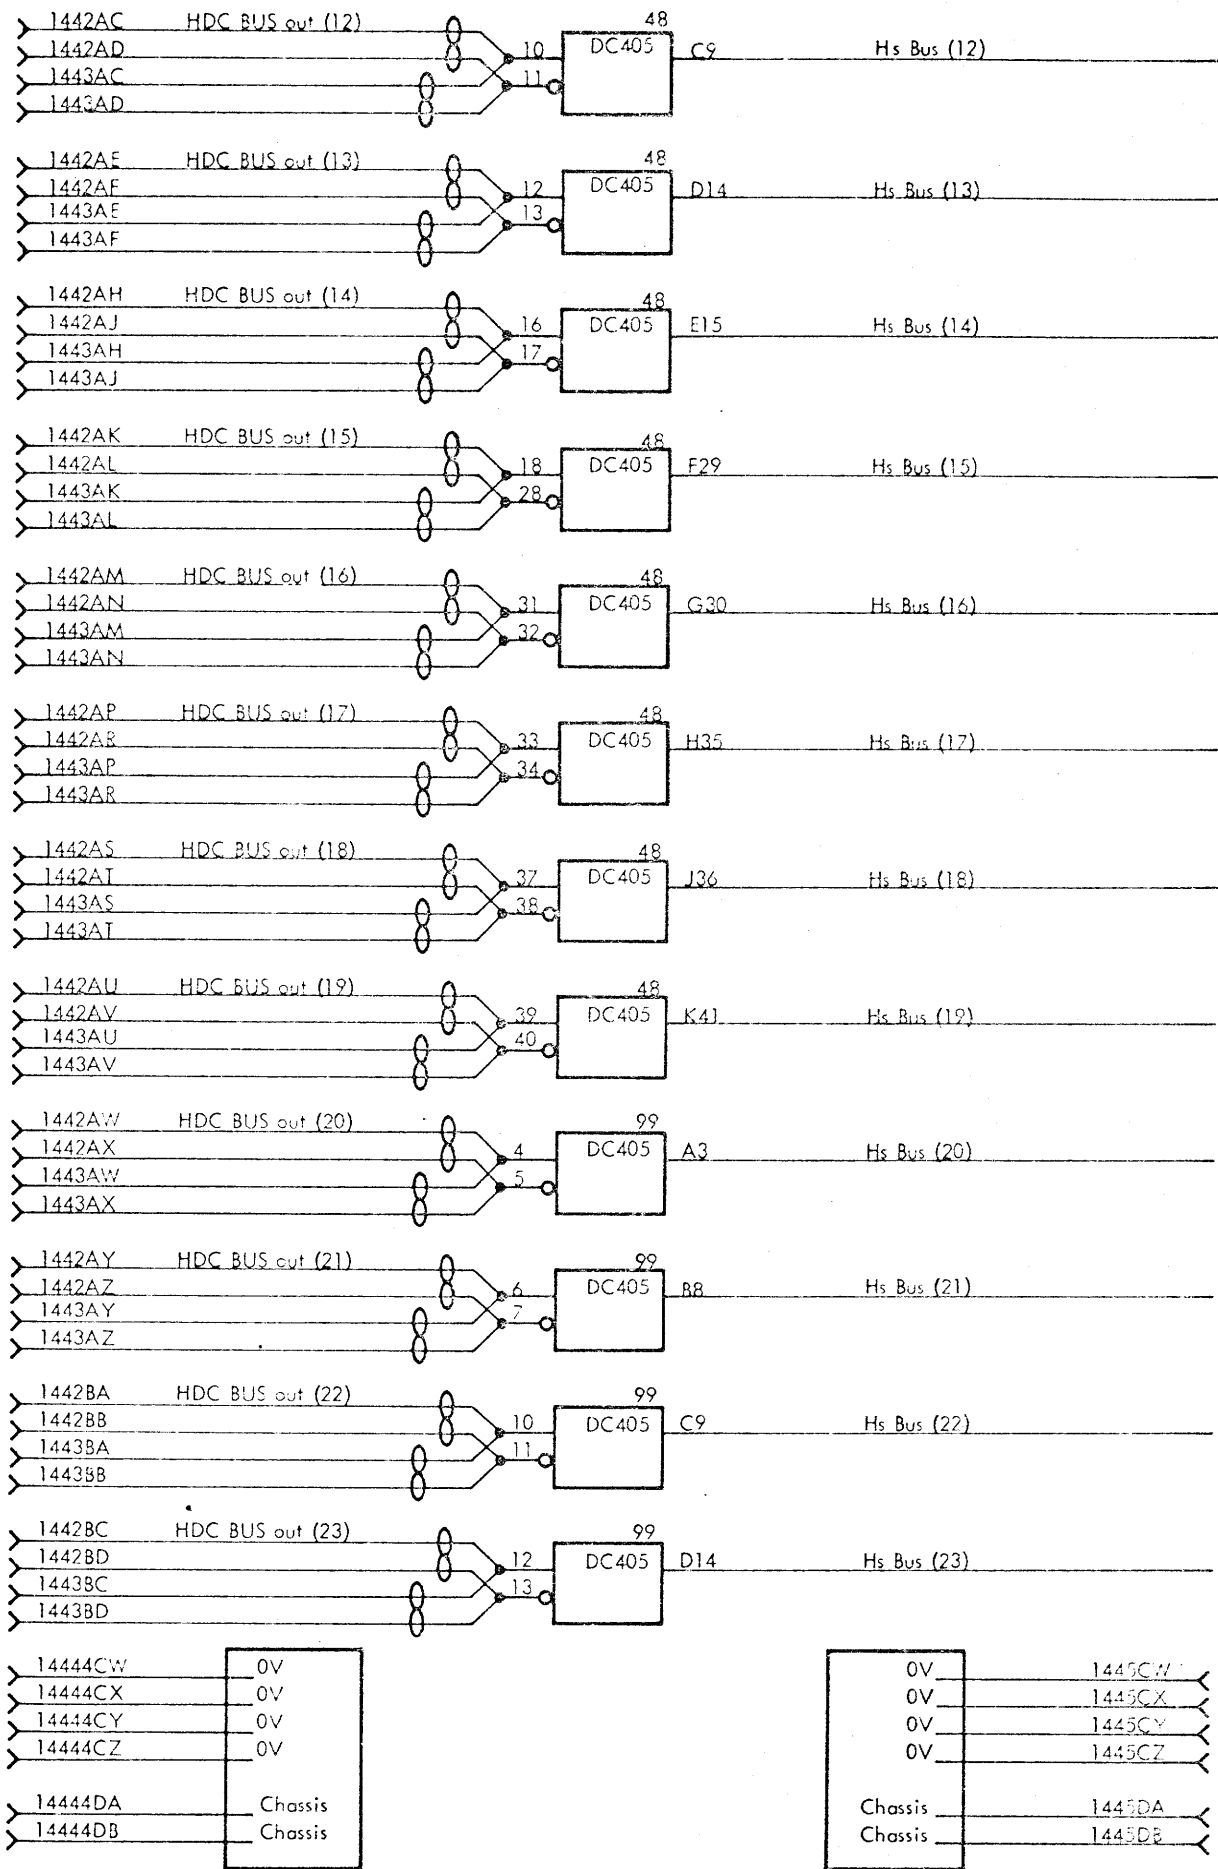 1442AC HDC BUS out (12) 48
1442AD 10 DC405 C9 Hs Bus (12)
1443AC 11
1443AD
1442AE HDC BUS out (13) 48
1442AF 12 DC405 D14 Hs Bus (13)
1443AE 13
1443AF
1442AH HDC BUS out (14) 48
1442AJ 16 DC405 E15 Hs Bus (14)
1443AH 17
1443AJ
1442AK HDC BUS out (15) 48
1442AL 18 DC405 F29 Hs Bus (15)
1443AK 28
1443AL
1442AM HDC BUS out (16) 48
1442AN 31 DC405 G30 Hs Bus (16)
1443AM 32
1443AN
1442AP HDC BUS out (17) 48
1442AR 33 DC405 H35 Hs Bus (17)
1443AP 34
1443AR
1442AS HDC BUS out (18) 48
1442AT 37 DC405 J36 Hs Bus (18)
1443AS 38
1443AT
1442AU HDC BUS out (19) 48
1442AV 39 DC405 K41 Hs Bus (19)
1443AU 40
1443AV
1442AW HDC BUS out (20) 99
1442AX 4 DC405 A3 Hs Bus (20)
1443AW 5
1443AX
1442AY HDC BUS out (21) 99
1442AZ 6 DC405 B8 Hs Bus (21)
1443AY 7
1443AZ
1442BA HDC BUS out (22) 99
1442BB 10 DC405 C9 Hs Bus (22)
1443BA 11
1443BB
1442BC HDC BUS out (23) 99
1442BD 12 DC405 D14 Hs Bus (23)
1443BC 13
1443BD
14444CW 0V 0V 1445CW
14444CX 0V 0V 1445CX
14444CY 0V 0V 1445CY
14444CZ 0V 0V 1445CZ
14444DA Chassis Chassis 1445DA
14444DB Chassis Chassis 1445DB